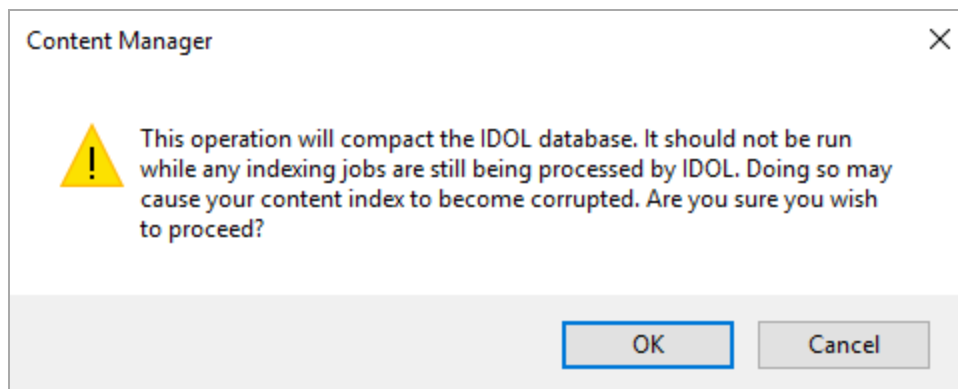 Content Manager
This operation will compact the IDOL database. It should not be run
while any indexing jobs are still being processed by IDOL. Doing so may
cause your content index to become corrupted. Are you sure you wish
to proceed?
OK
Cancel